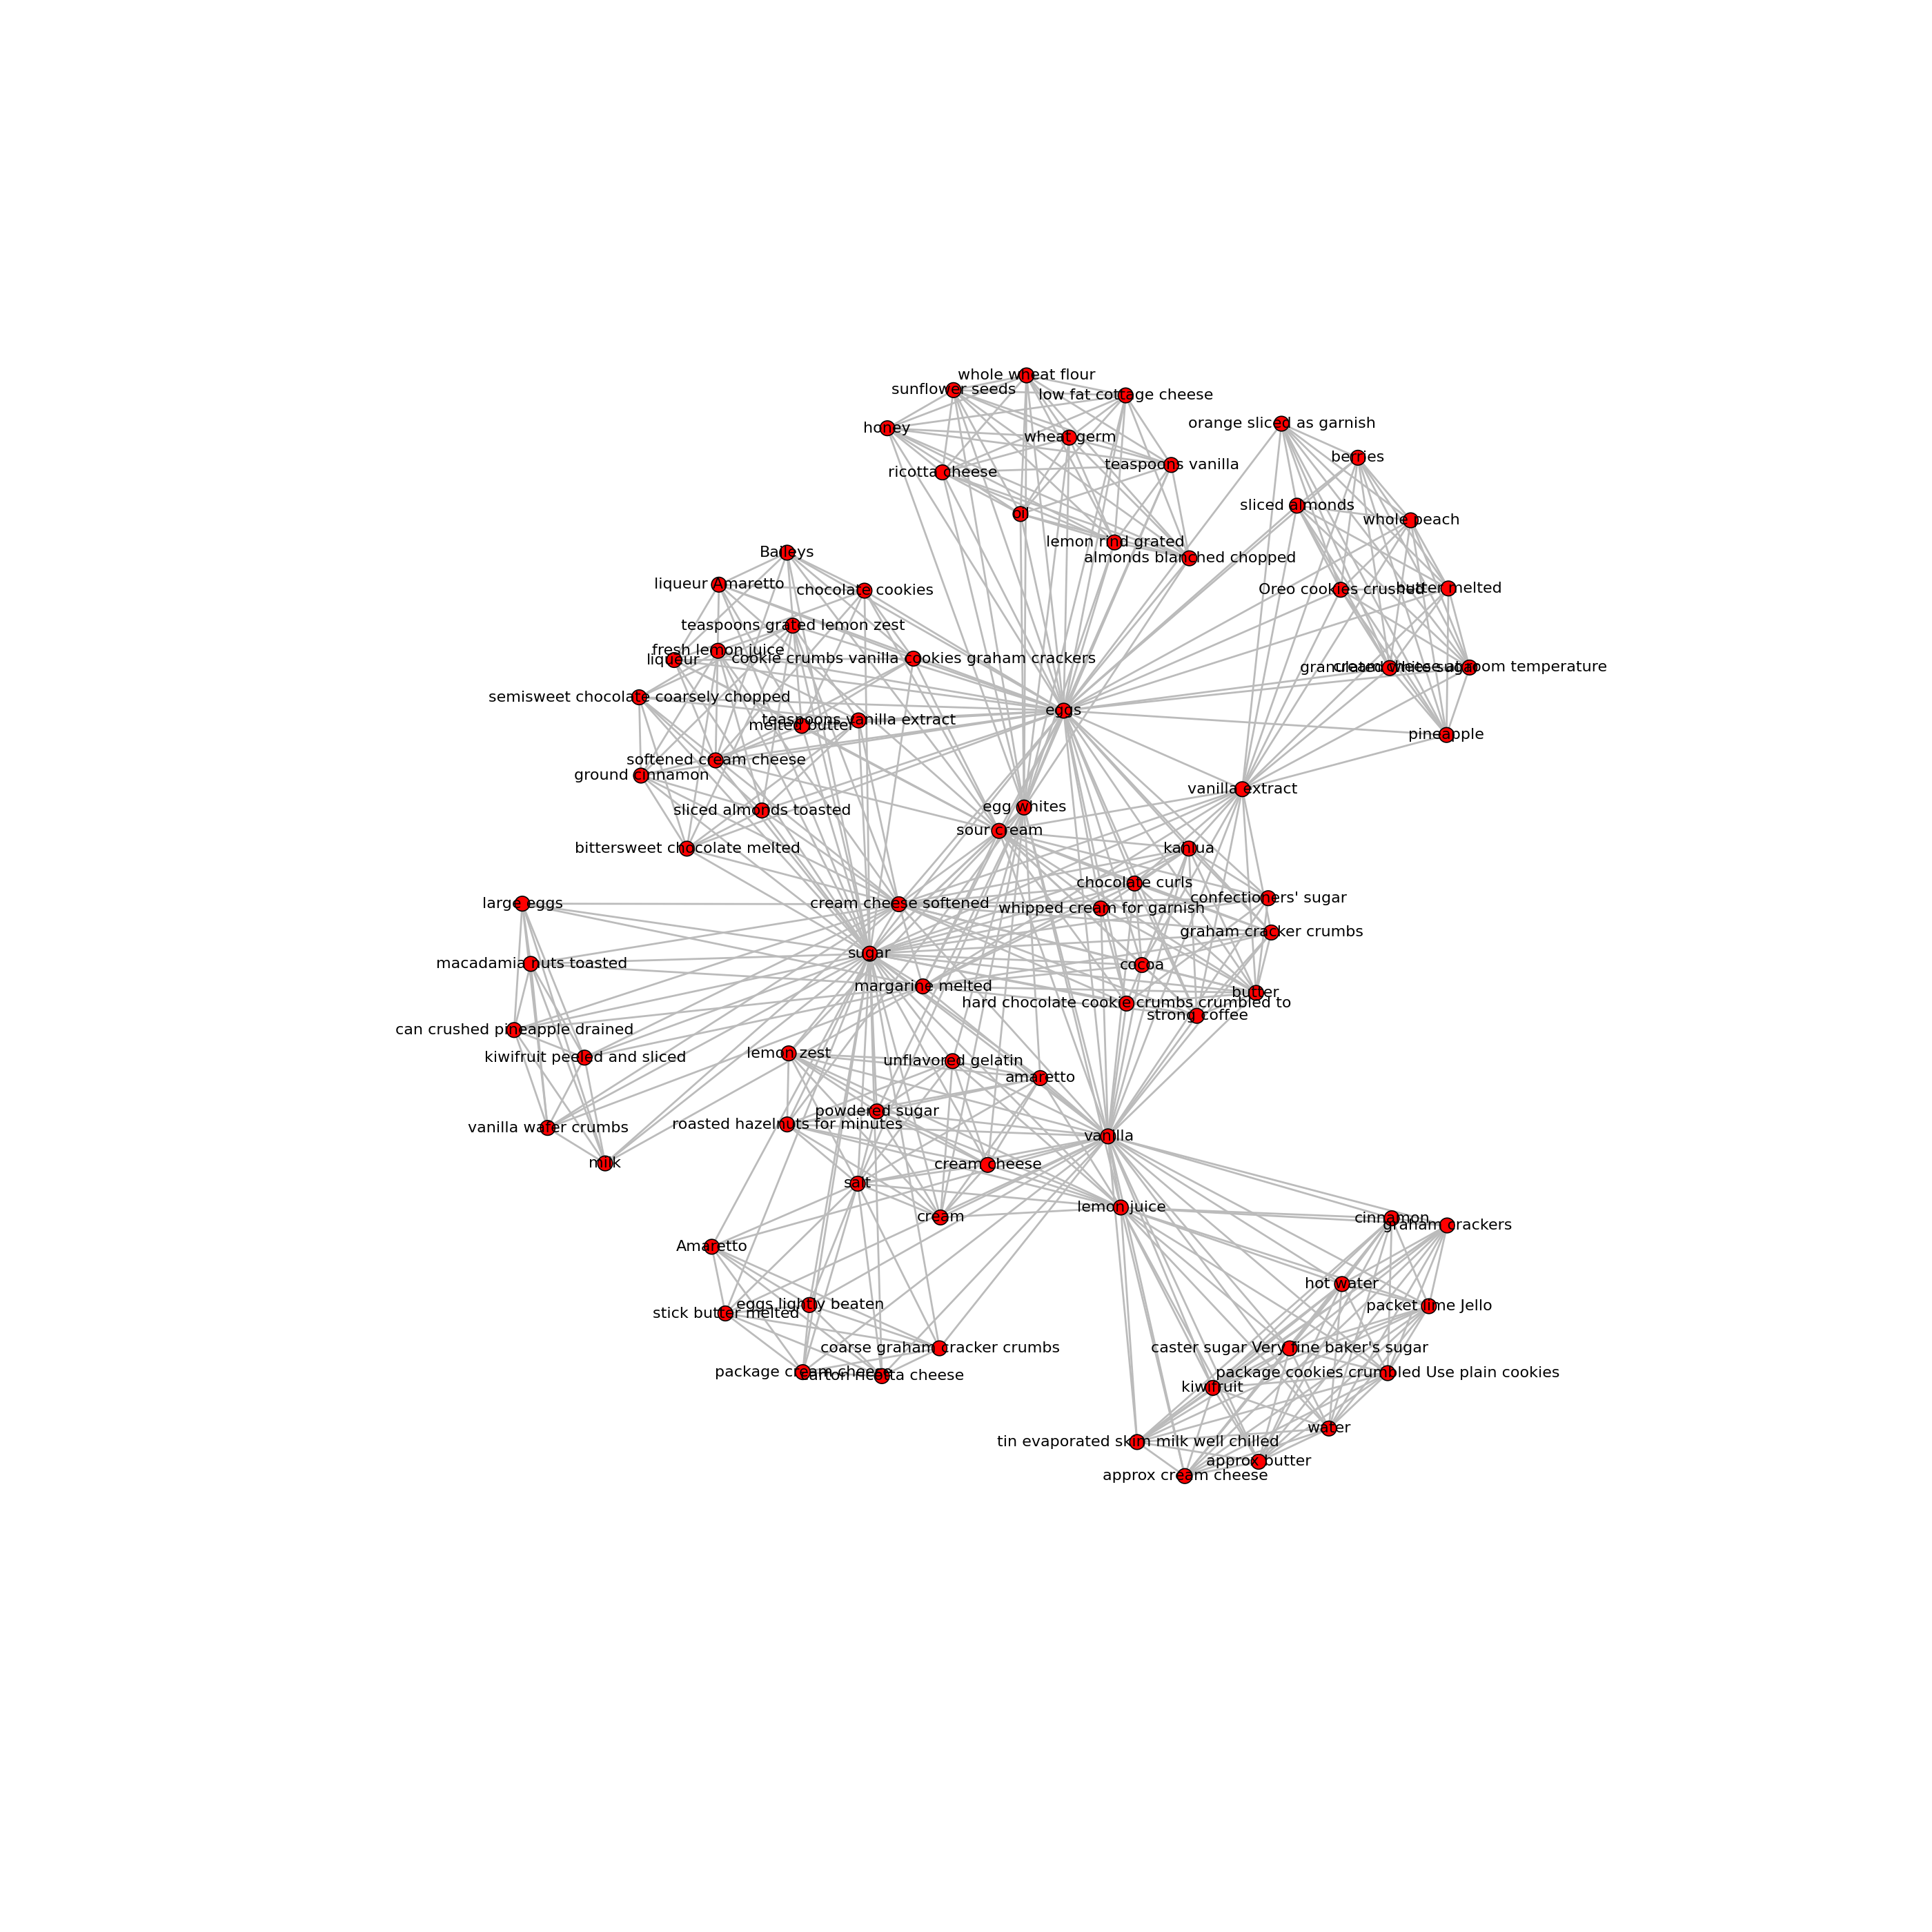 whole wheat flour
sunflower seeds
low fat cottage cheese
orange sliced as garnish
honey
wheat germ
berries
teaspoons vanilla
ricotta cheese
sliced almonds
oil
whole peach
lemon rind grated
Baileys
almonds blanched chopped
liqueur Amaretto
chocolate cookies
Oreo cookies crushed
butter melted
teaspoons grated lemon zest
fresh lemon juice
liqueur
cookie crumbs vanilla cookies graham crackers
granulated white sugar
cream cheese at room temperature
semisweet chocolate coarsely chopped
eggs
teaspoons vanilla extract
melted butter
pineapple
softened cream cheese
ground cinnamon
vanilla extract
egg whites
sliced almonds toasted
sour cream
bittersweet chocolate melted
kahlua
chocolate curls
large eggs
cream cheese softened
confectioners' sugar
whipped cream for garnish
graham cracker crumbs
sugar
macadamia nuts toasted
cocoa
margarine melted
butter
hard chocolate cookie crumbs crumbled to
strong coffee
can crushed pineapple drained
lemon zest
kiwifruit peeled and sliced
unflavored gelatin
amaretto
powdered sugar
roasted hazelnuts for minutes
vanilla wafer crumbs
vanilla
milk
cream cheese
salt
lemon juice
cream
cinnamon
graham crackers
Amaretto
hot water
eggs lightly beaten
packet lime Jello
stick butter melted
coarse graham cracker crumbs
caster sugar Very fine baker's sugar
package cream cheese
carton ricotta cheese
package cookies crumbled Use plain cookies
kiwifruit
water
tin evaporated skim milk well chilled
approx butter
approx cream cheese